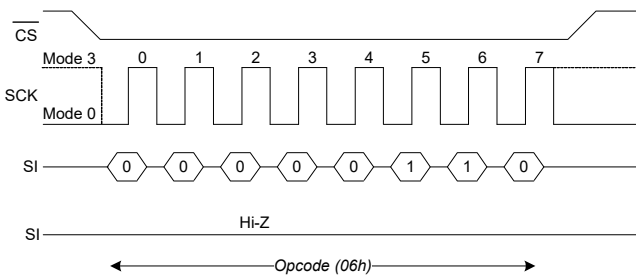 CS
Mode 3 0 1 2 3 4 5 6 7
SCK
Mode 0
SI 0 0 0 0 0 1 1 0
Hi-Z
SI
Opcode (06h)